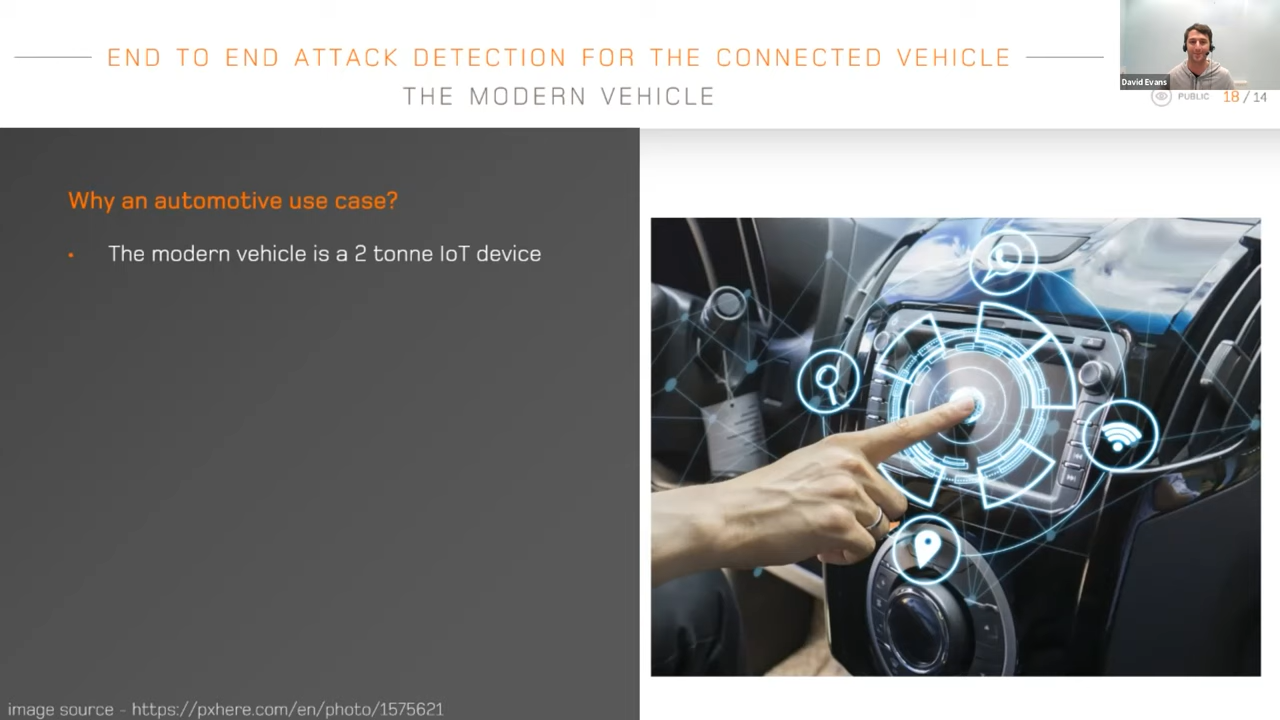 END TO END ATTACK DETECTION FOR THE CONNECTED VEHICLE
THE MODERN VEHICLE
David Evans
PUBLIC 18 / 14
Why an automotive use case?
• The modern vehicle is a 2 tonne IoT device
image source - https://pxhere.com/en/photo/1575621